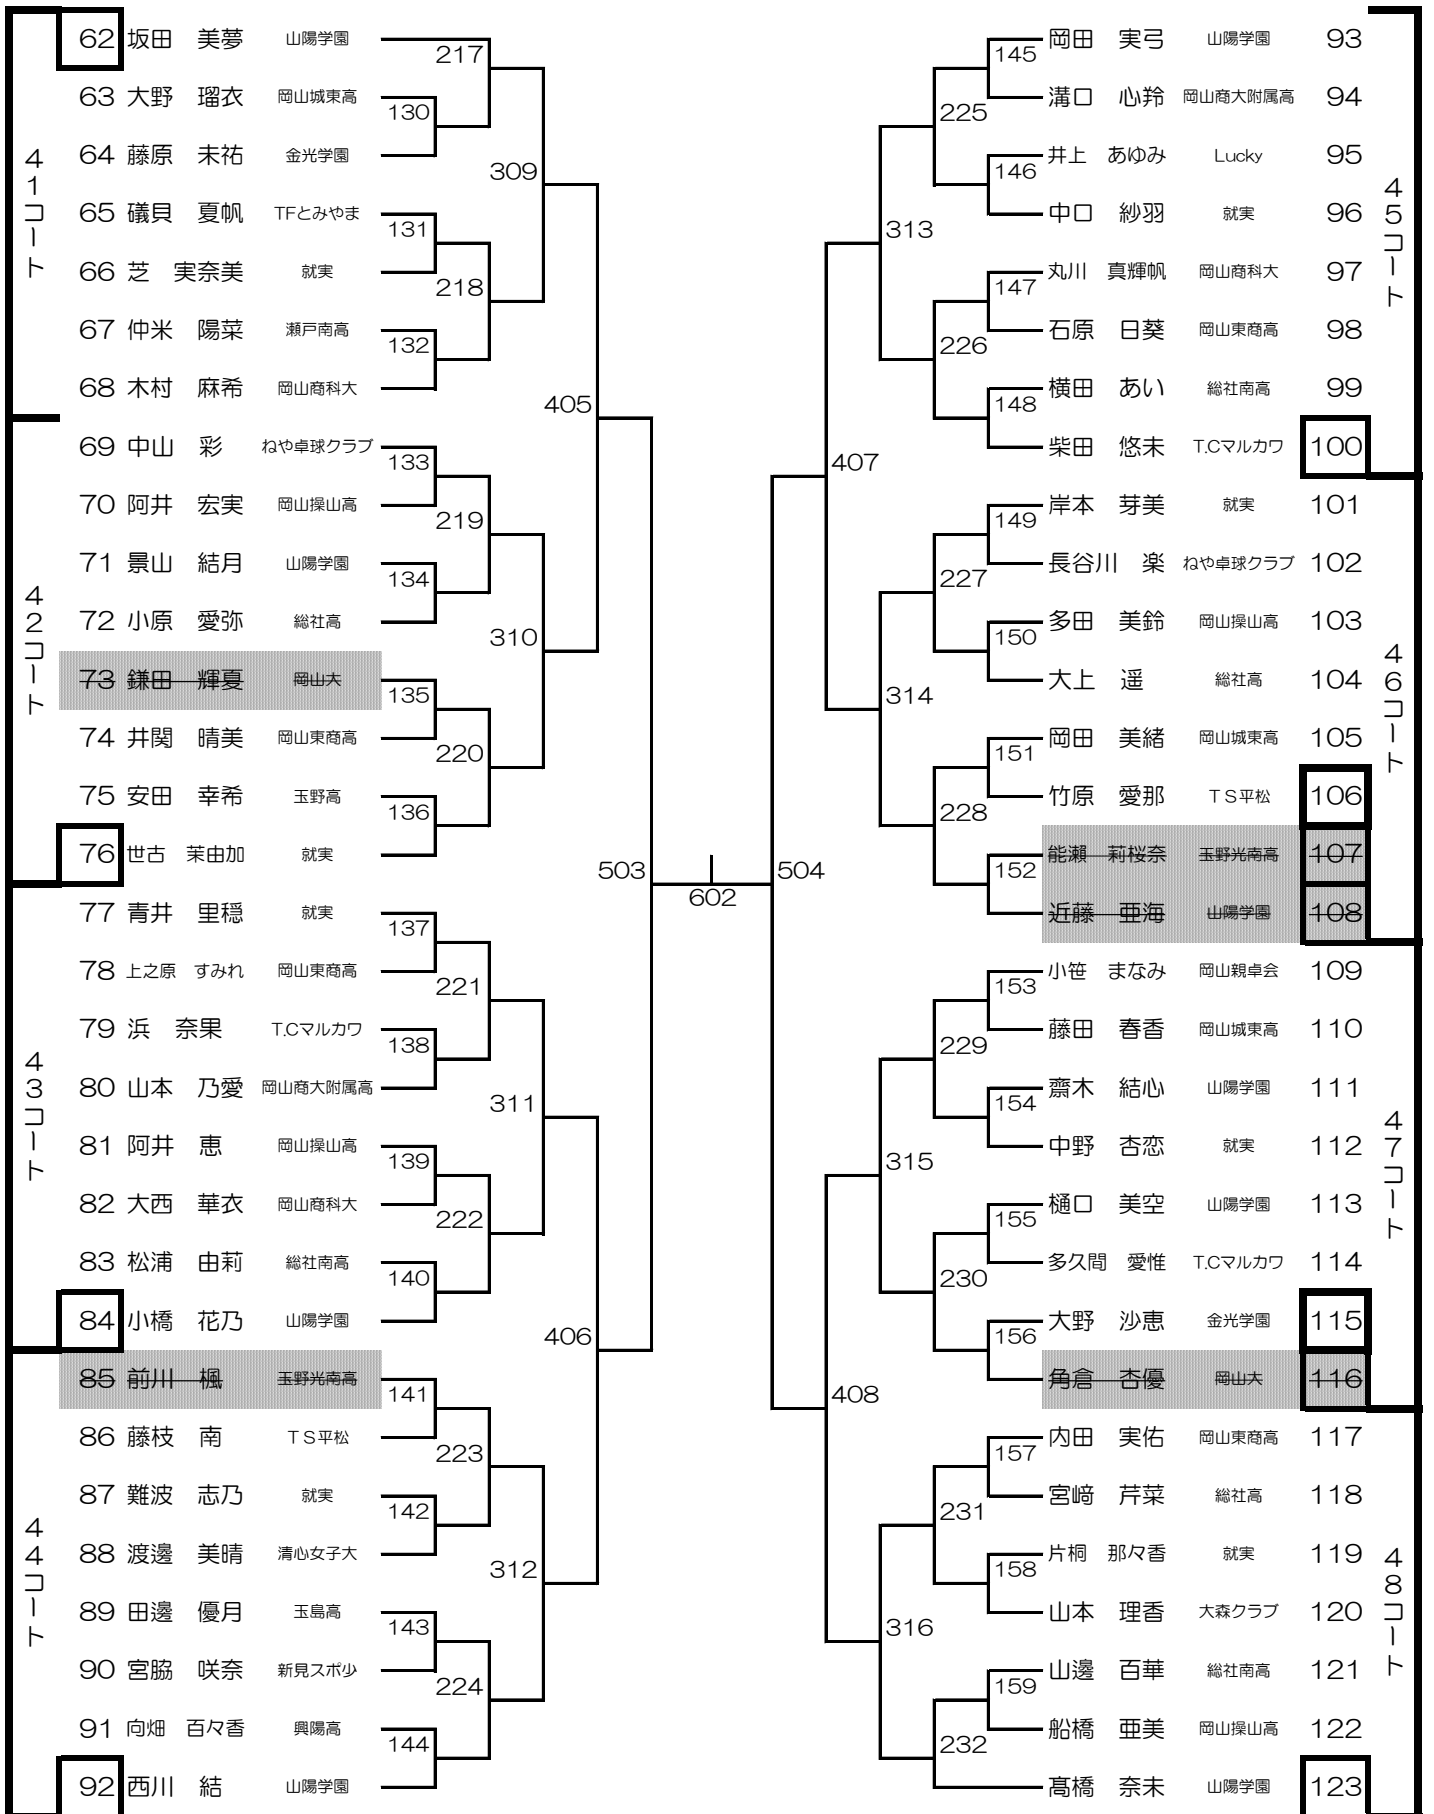 41コート
62 坂田 美夢 山陽学園
217
63 大野 瑠衣 岡山城東高
130
64 藤原 未祐 金光学園
309
65 礒貝 夏帆 TFとみやま
131
66 芝 実奈美 就実
218
67 仲米 陽菜 瀬戸南高
132
68 木村 麻希 岡山商科大
405
42コート
69 中山 彩 ねや卓球クラブ
133
70 阿井 宏実 岡山操山高
219
71 景山 結月 山陽学園
134
72 小原 愛弥 総社高
310
73 鎌田 輝夏 岡山大
135
74 井関 晴美 岡山東商高
220
75 安田 幸希 玉野高
136
76 世古 茉由加 就実
503
43コート
77 青井 里穏 就実
137
78 上之原 すみれ 岡山東商高
221
79 浜 奈果 T.Cマルカワ
138
80 山本 乃愛 岡山商大附属高
311
81 阿井 恵 岡山操山高
139
82 大西 華衣 岡山商科大
222
83 松浦 由莉 総社南高
140
84 小橋 花乃 山陽学園
406
44コート
85 前川 楓 玉野光南高
141
86 藤枝 南 TS平松
223
87 難波 志乃 就実
142
88 渡邊 美晴 清心女子大
312
89 田邊 優月 玉島高
143
90 宮脇 咲奈 新見スポ少
224
91 向畑 百々香 興陽高
144
92 西川 結 山陽学園
602
45コート
岡田 実弓 山陽学園 93
145
溝口 心羚 岡山商大附属高 94
225
井上 あゆみ Lucky 95
146
中口 紗羽 就実 96
313
丸川 真輝帆 岡山商科大 97
147
石原 日葵 岡山東商高 98
226
横田 あい 総社南高 99
148
柴田 悠未 T.Cマルカワ 100
407
46コート
岸本 芽美 就実 101
149
長谷川 楽 ねや卓球クラブ 102
227
多田 美鈴 岡山操山高 103
150
大上 遥 総社高 104
314
岡田 美緒 岡山城東高 105
151
竹原 愛那 TS平松 106
228
能瀬 莉桜奈 玉野光南高 107
152
近藤 亜海 山陽学園 108
504
47コート
小笹 まなみ 岡山親卓会 109
153
藤田 春香 岡山城東高 110
229
齋木 結心 山陽学園 111
154
中野 杏恋 就実 112
315
樋口 美空 山陽学園 113
155
多久間 愛惟 T.Cマルカワ 114
230
大野 沙恵 金光学園 115
156
角倉 杏優 岡山大 116
408
48コート
内田 実佑 岡山東商高 117
157
宮﨑 芹菜 総社高 118
231
片桐 那々香 就実 119
158
山本 理香 大森クラブ 120
316
山邊 百華 総社南高 121
159
船橋 亜美 岡山操山高 122
232
髙橋 奈未 山陽学園 123